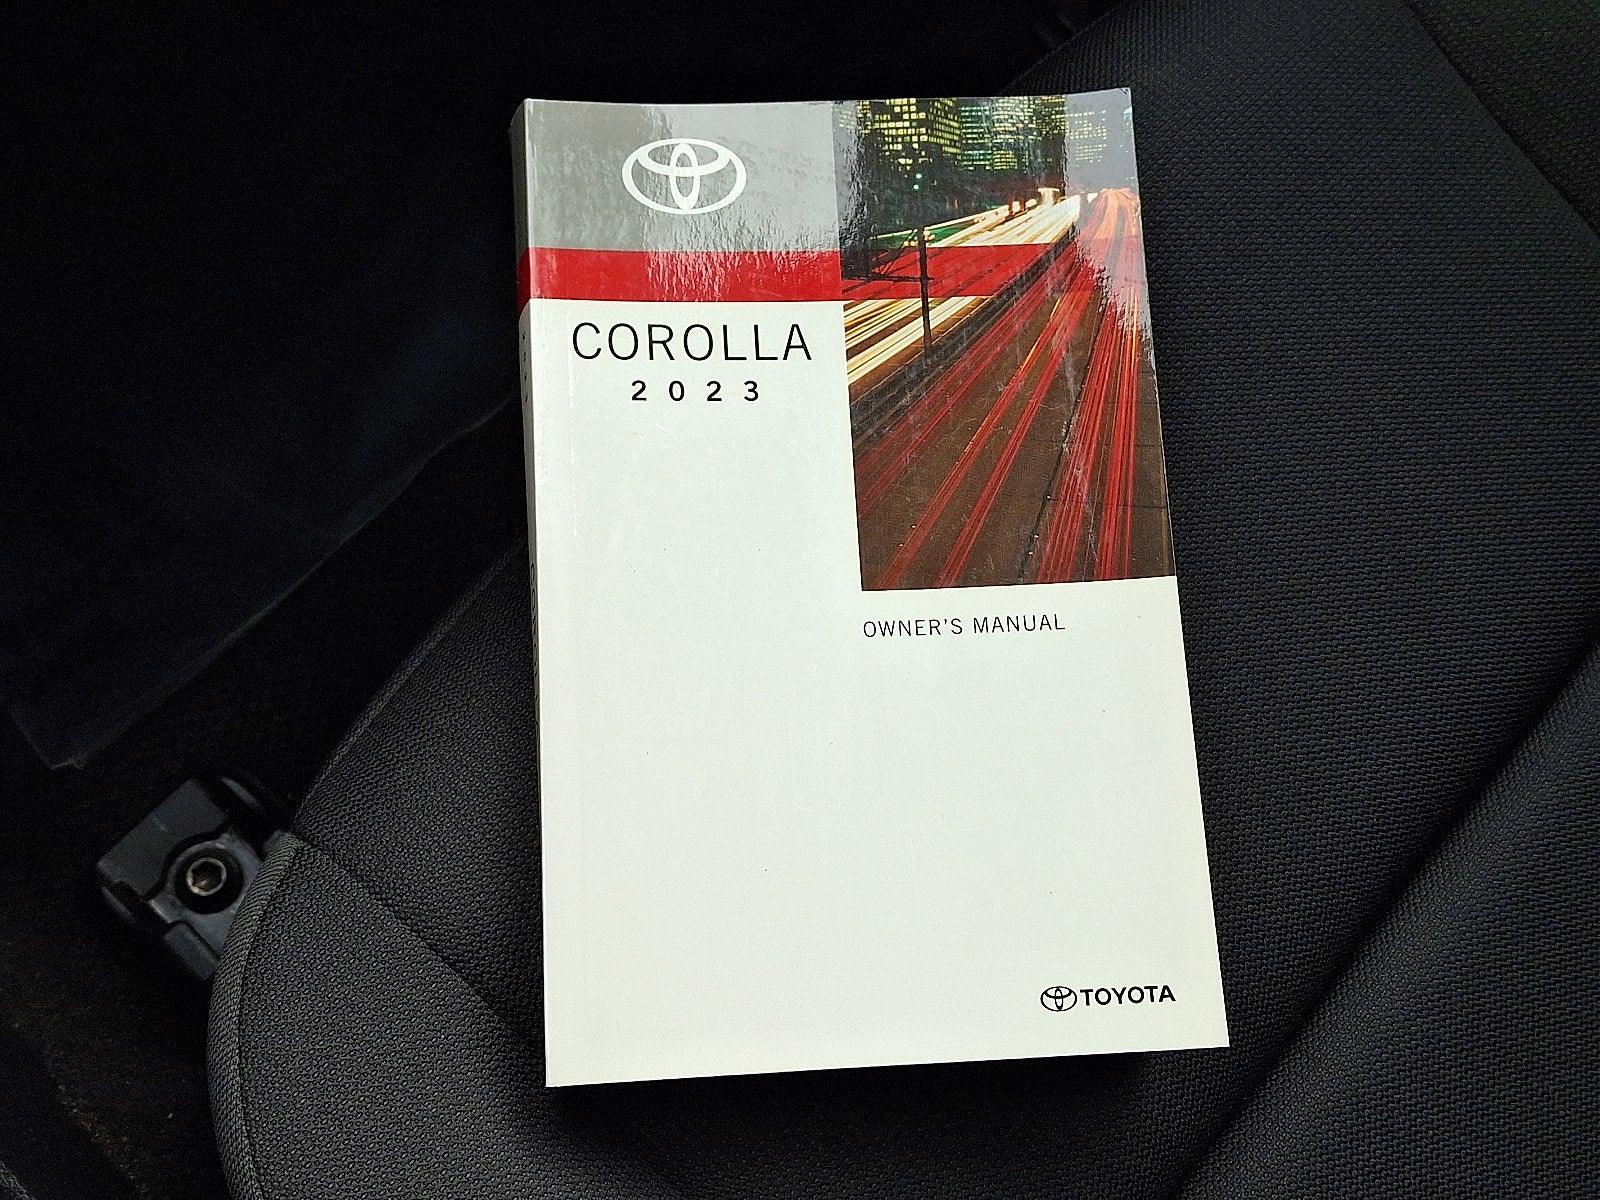 COROLLA
2023
OWNER'S MANUAL
TOYOTA